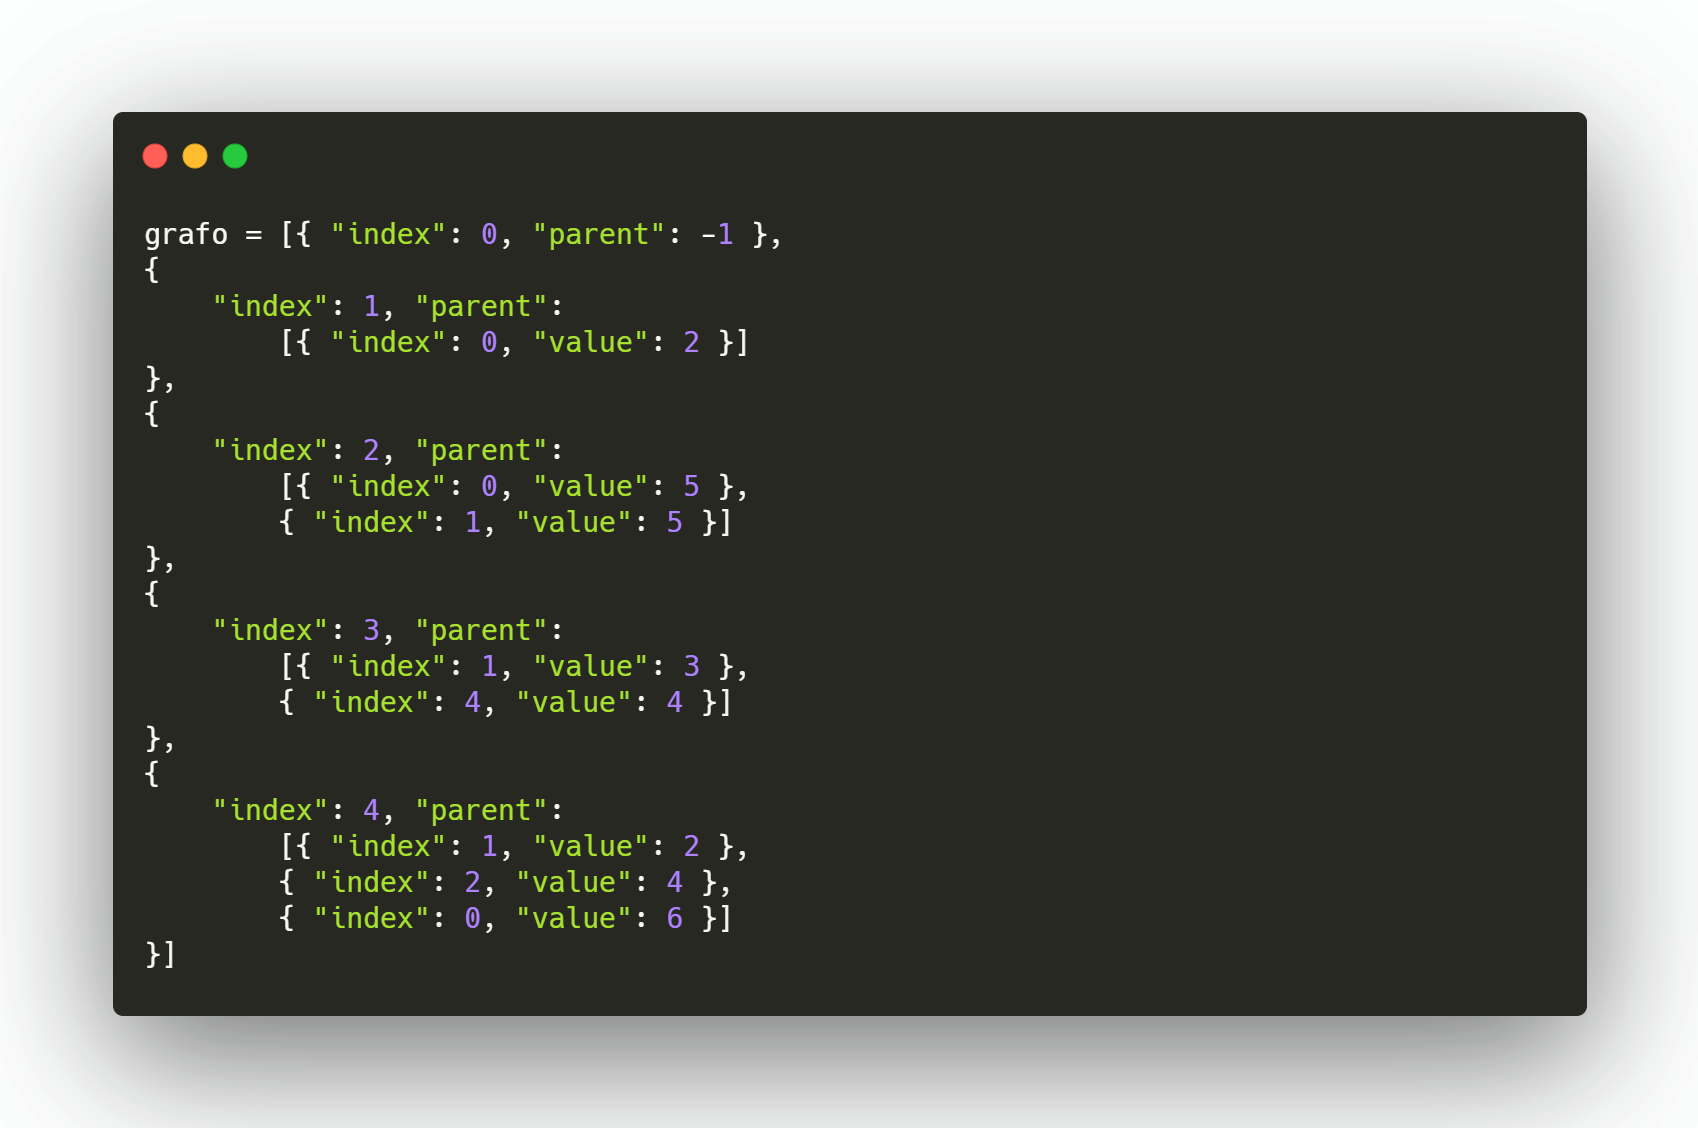 grafo = [{ "index": 0, "parent": -1 },
{
    "index": 1, "parent":
        [{ "index": 0, "value": 2 }]
},
{
    "index": 2, "parent":
        [{ "index": 0, "value": 5 },
        { "index": 1, "value": 5 }]
},
{
    "index": 3, "parent":
        [{ "index": 1, "value": 3 },
        { "index": 4, "value": 4 }]
},
{
    "index": 4, "parent":
        [{ "index": 1, "value": 2 },
        { "index": 2, "value": 4 },
        { "index": 0, "value": 6 }]
}]